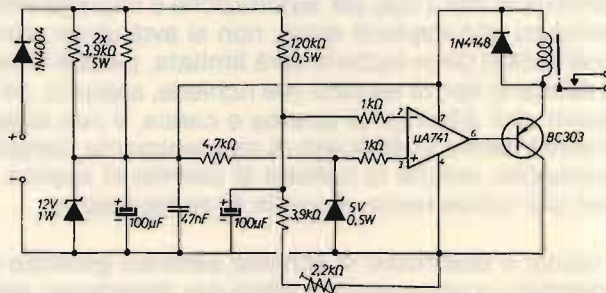 1N4004
2x
3,9kΩ
5W
120kΩ
0,5W
1N4148
1kΩ
2
7
4,7kΩ
1kΩ
3
µA741
6
4
BC303
+
-
12V
1W
+
-
100µF
47nF
+
-
100µF
3,9kΩ
5V
0,5W
2,2kΩ